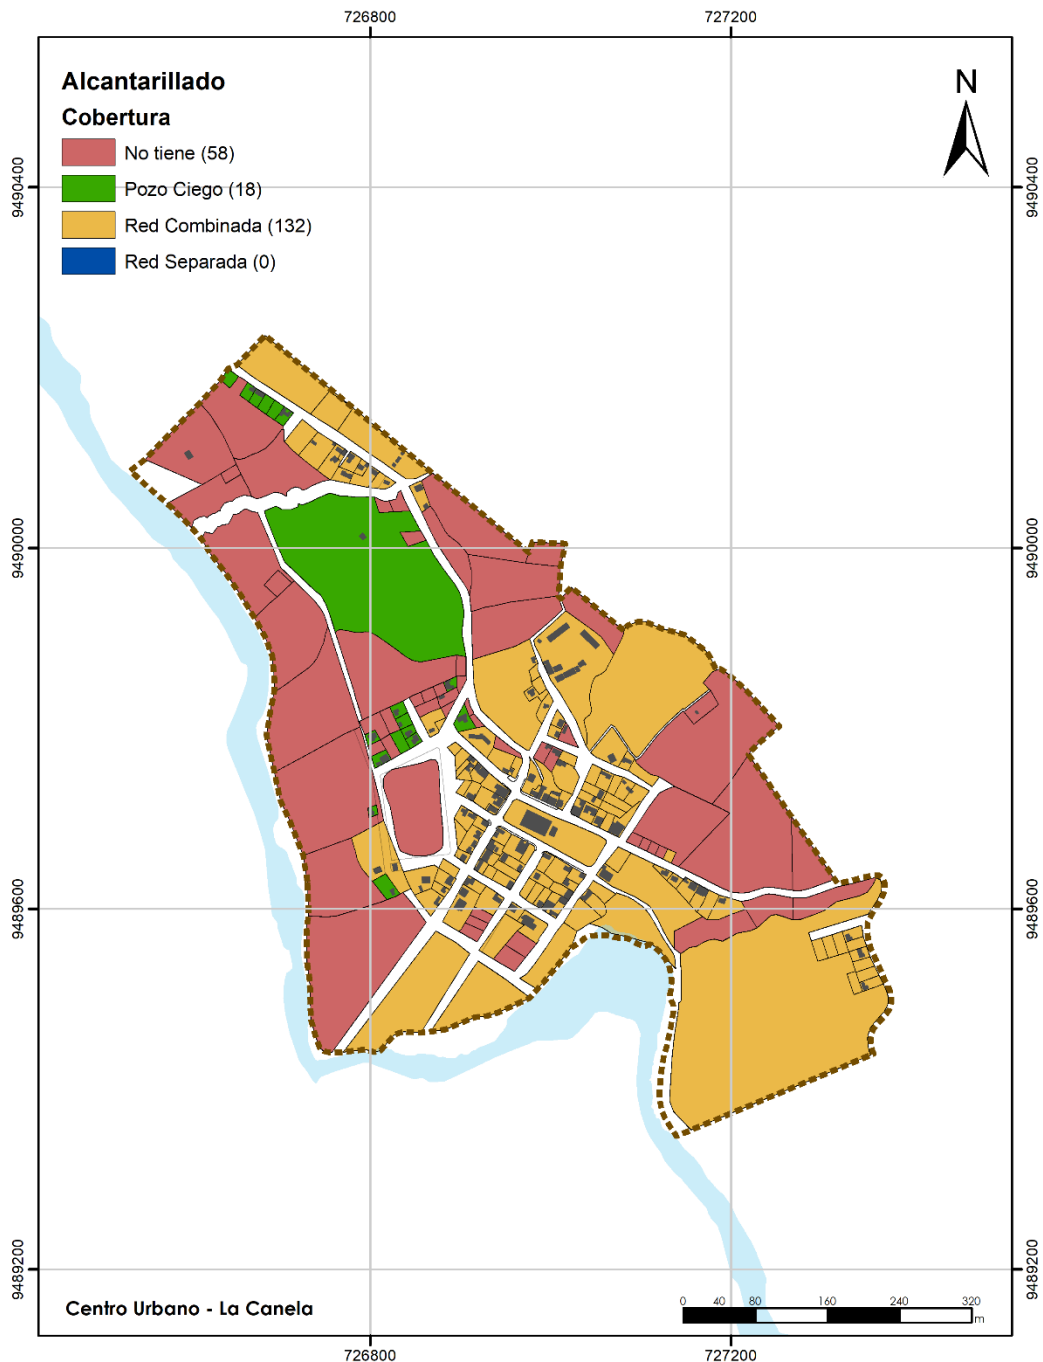 726800
727200
Alcantarillado
Cobertura
No tiene (58)
Pozo Ciego (18)
Red Combinada (132)
Red Separada (0)
N
9490400
9490400
9490000
9490000
9489600
9489600
9489200
9489200
Centro Urbano - La Canela
0 40 80 160 240 320
m
726800
727200